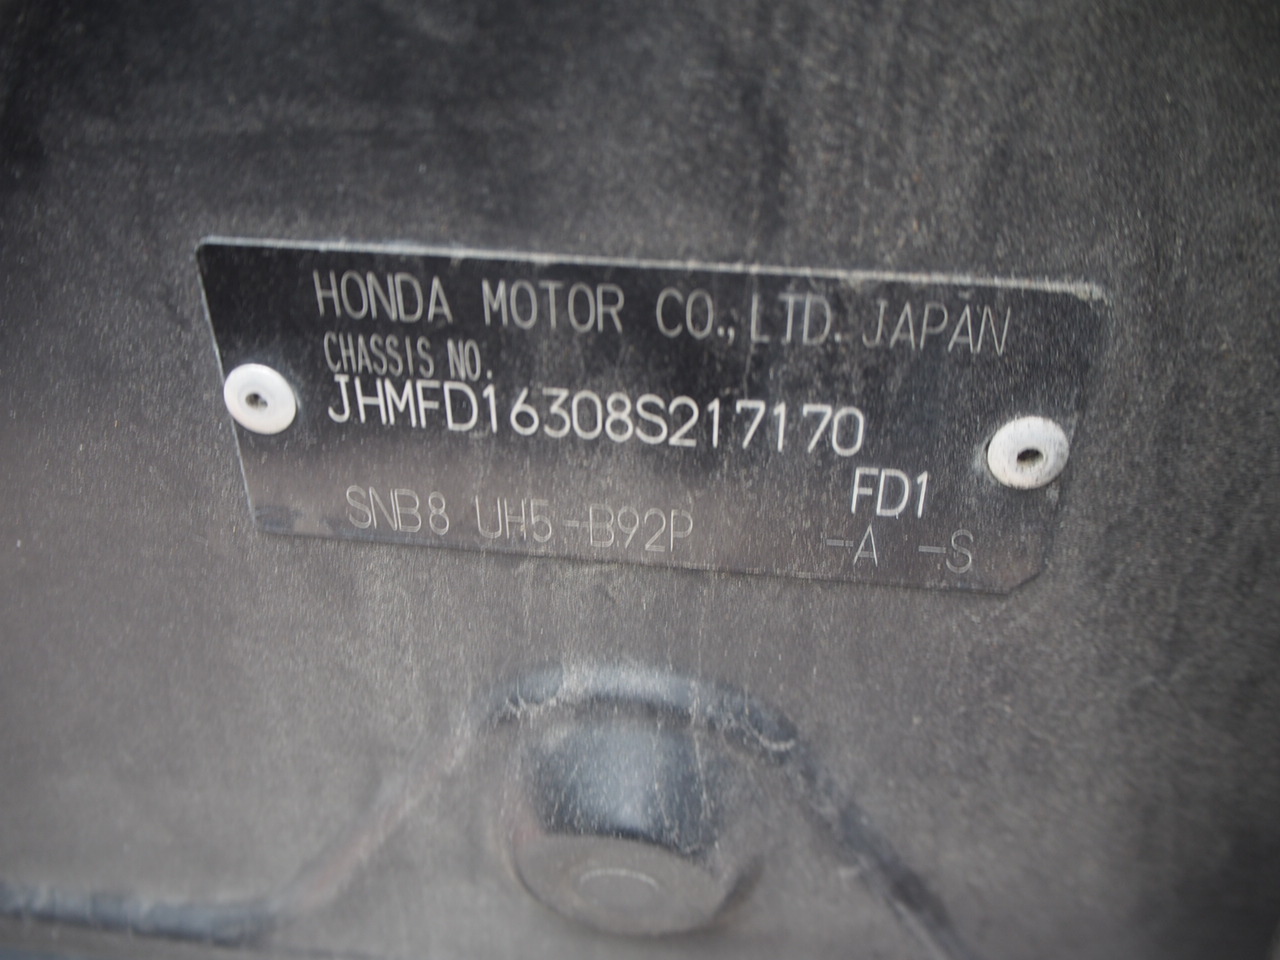 HONDA MOTOR CO., LTD. JAPAN
CHASSIS NO.
JHMFD16308S217170
FD1
SNB8 UH5-B92P -A -S